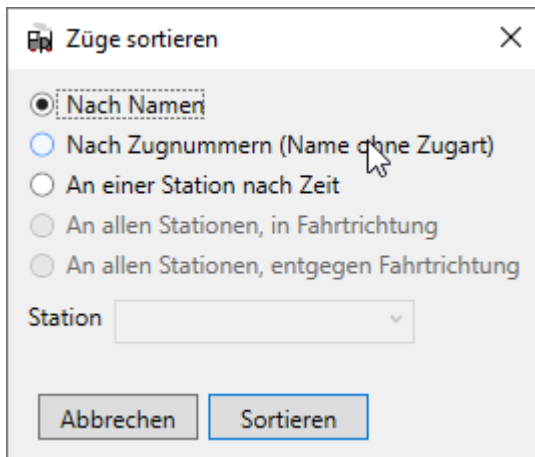 Fpl Züge sortieren
Nach Namen
Nach Zugnummern (Name ohne Zugart)
An einer Station nach Zeit
An allen Stationen, in Fahrtrichtung
An allen Stationen, entgegen Fahrtrichtung
Station
Abbrechen Sortieren